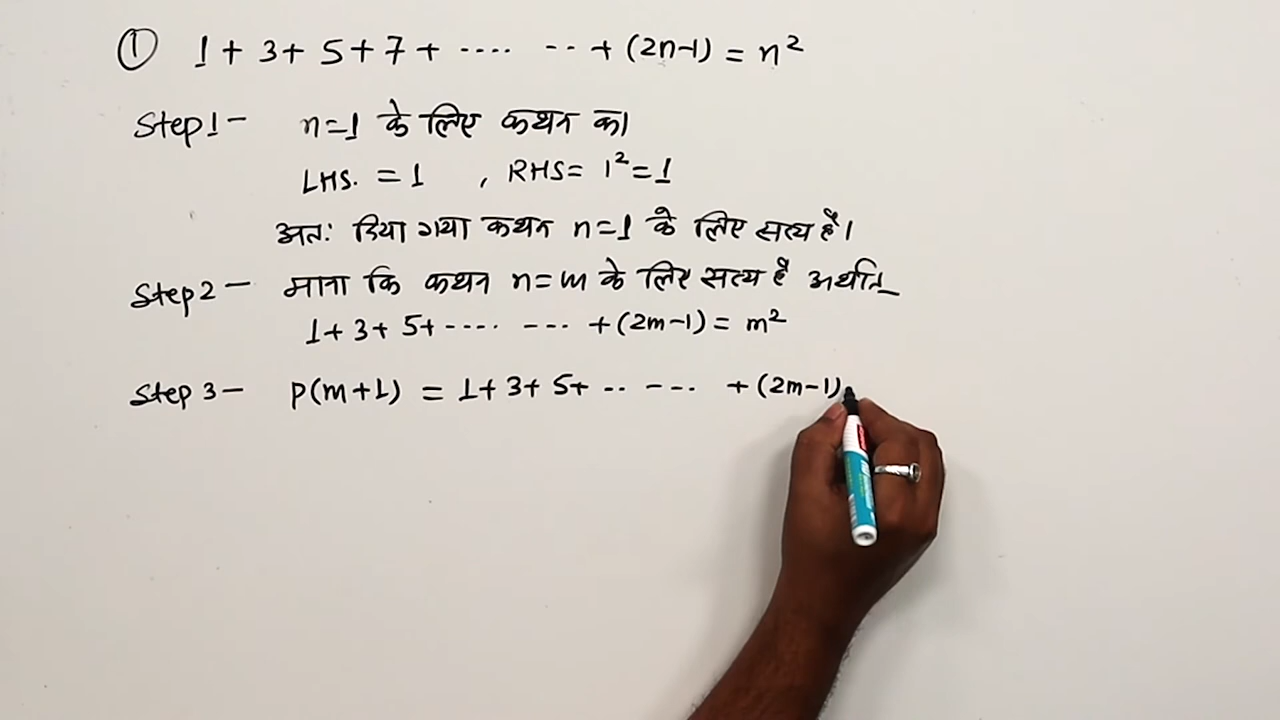 ① 1 + 3 + 5 + 7 + .... .. + (2n-1) = n²
Step 1 - n=1 के लिए कथन का
LHS. = 1 , RHS = 1² = 1
अतः दिया गया कथन n=1 के लिए सत्य है।
Step 2 - माना कि कथन n=m के लिए सत्य है अर्थात्
1 + 3 + 5 + ---- --- + (2m-1) = m²
Step 3 - P(m+1) = 1 + 3 + 5 + .. --- + (2m-1)